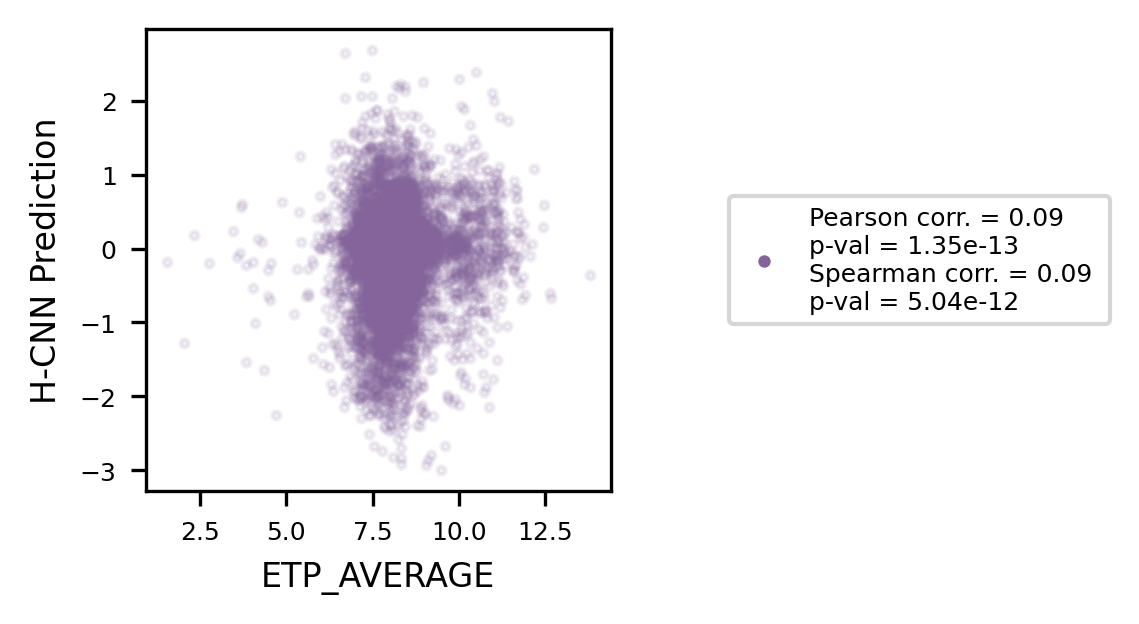 2
1
0
−1
−2
−3
H-CNN Prediction
2.5 5.0 7.5 10.0 12.5
ETP_AVERAGE
Pearson corr. = 0.09
p-val = 1.35e-13
Spearman corr. = 0.09
p-val = 5.04e-12